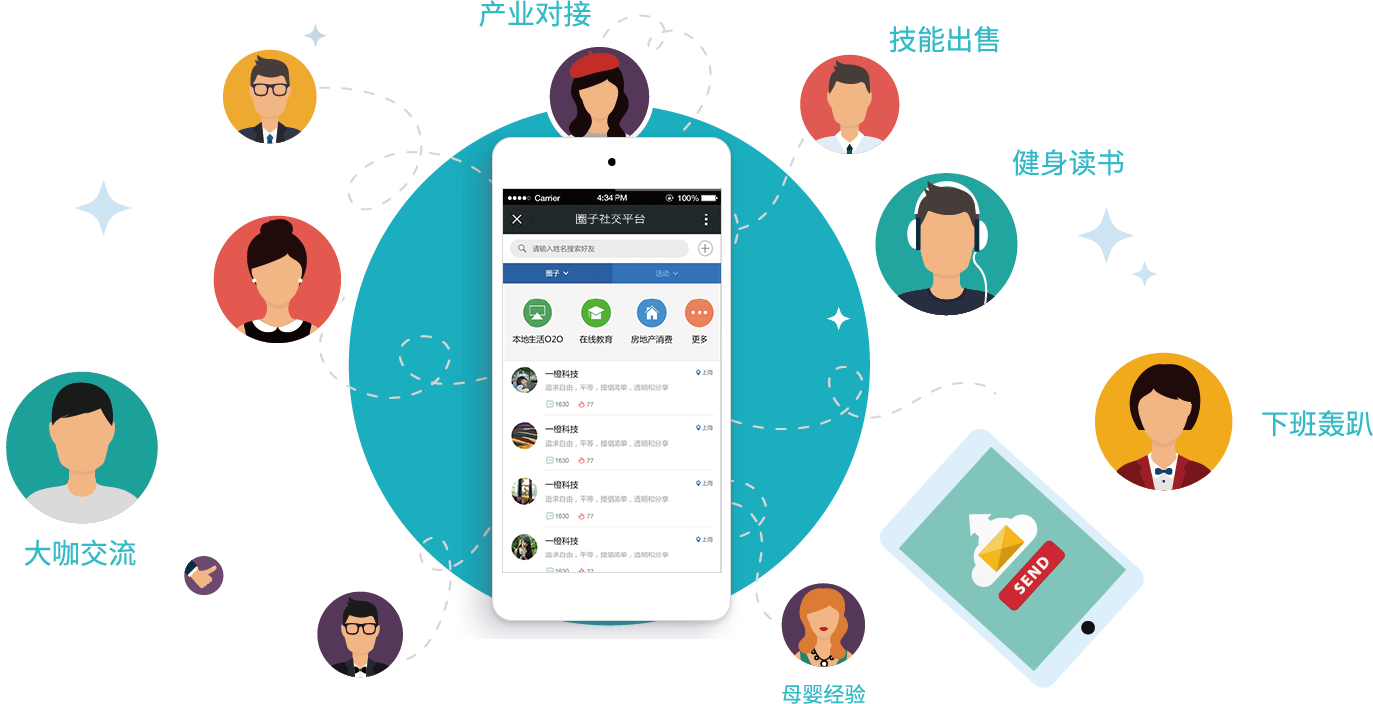 产业对接
技能出售
健身读书
Carrier 4:34 PM 100%
圈子社交平台
请输入姓名搜索好友
圈子 活动
本地生活O2O 在线教育 房地产消费 更多
一橙科技 上海
追求自由，平等，提倡简单，透明和分享
1630 77
一橙科技 上海
追求自由，平等，提倡简单，透明和分享
1630 77
一橙科技 上海
追求自由，平等，提倡简单，透明和分享
1630 77
一橙科技 上海
追求自由，平等，提倡简单，透明和分享
1630 77
下班轰趴
大咖交流
SEND
母婴经验